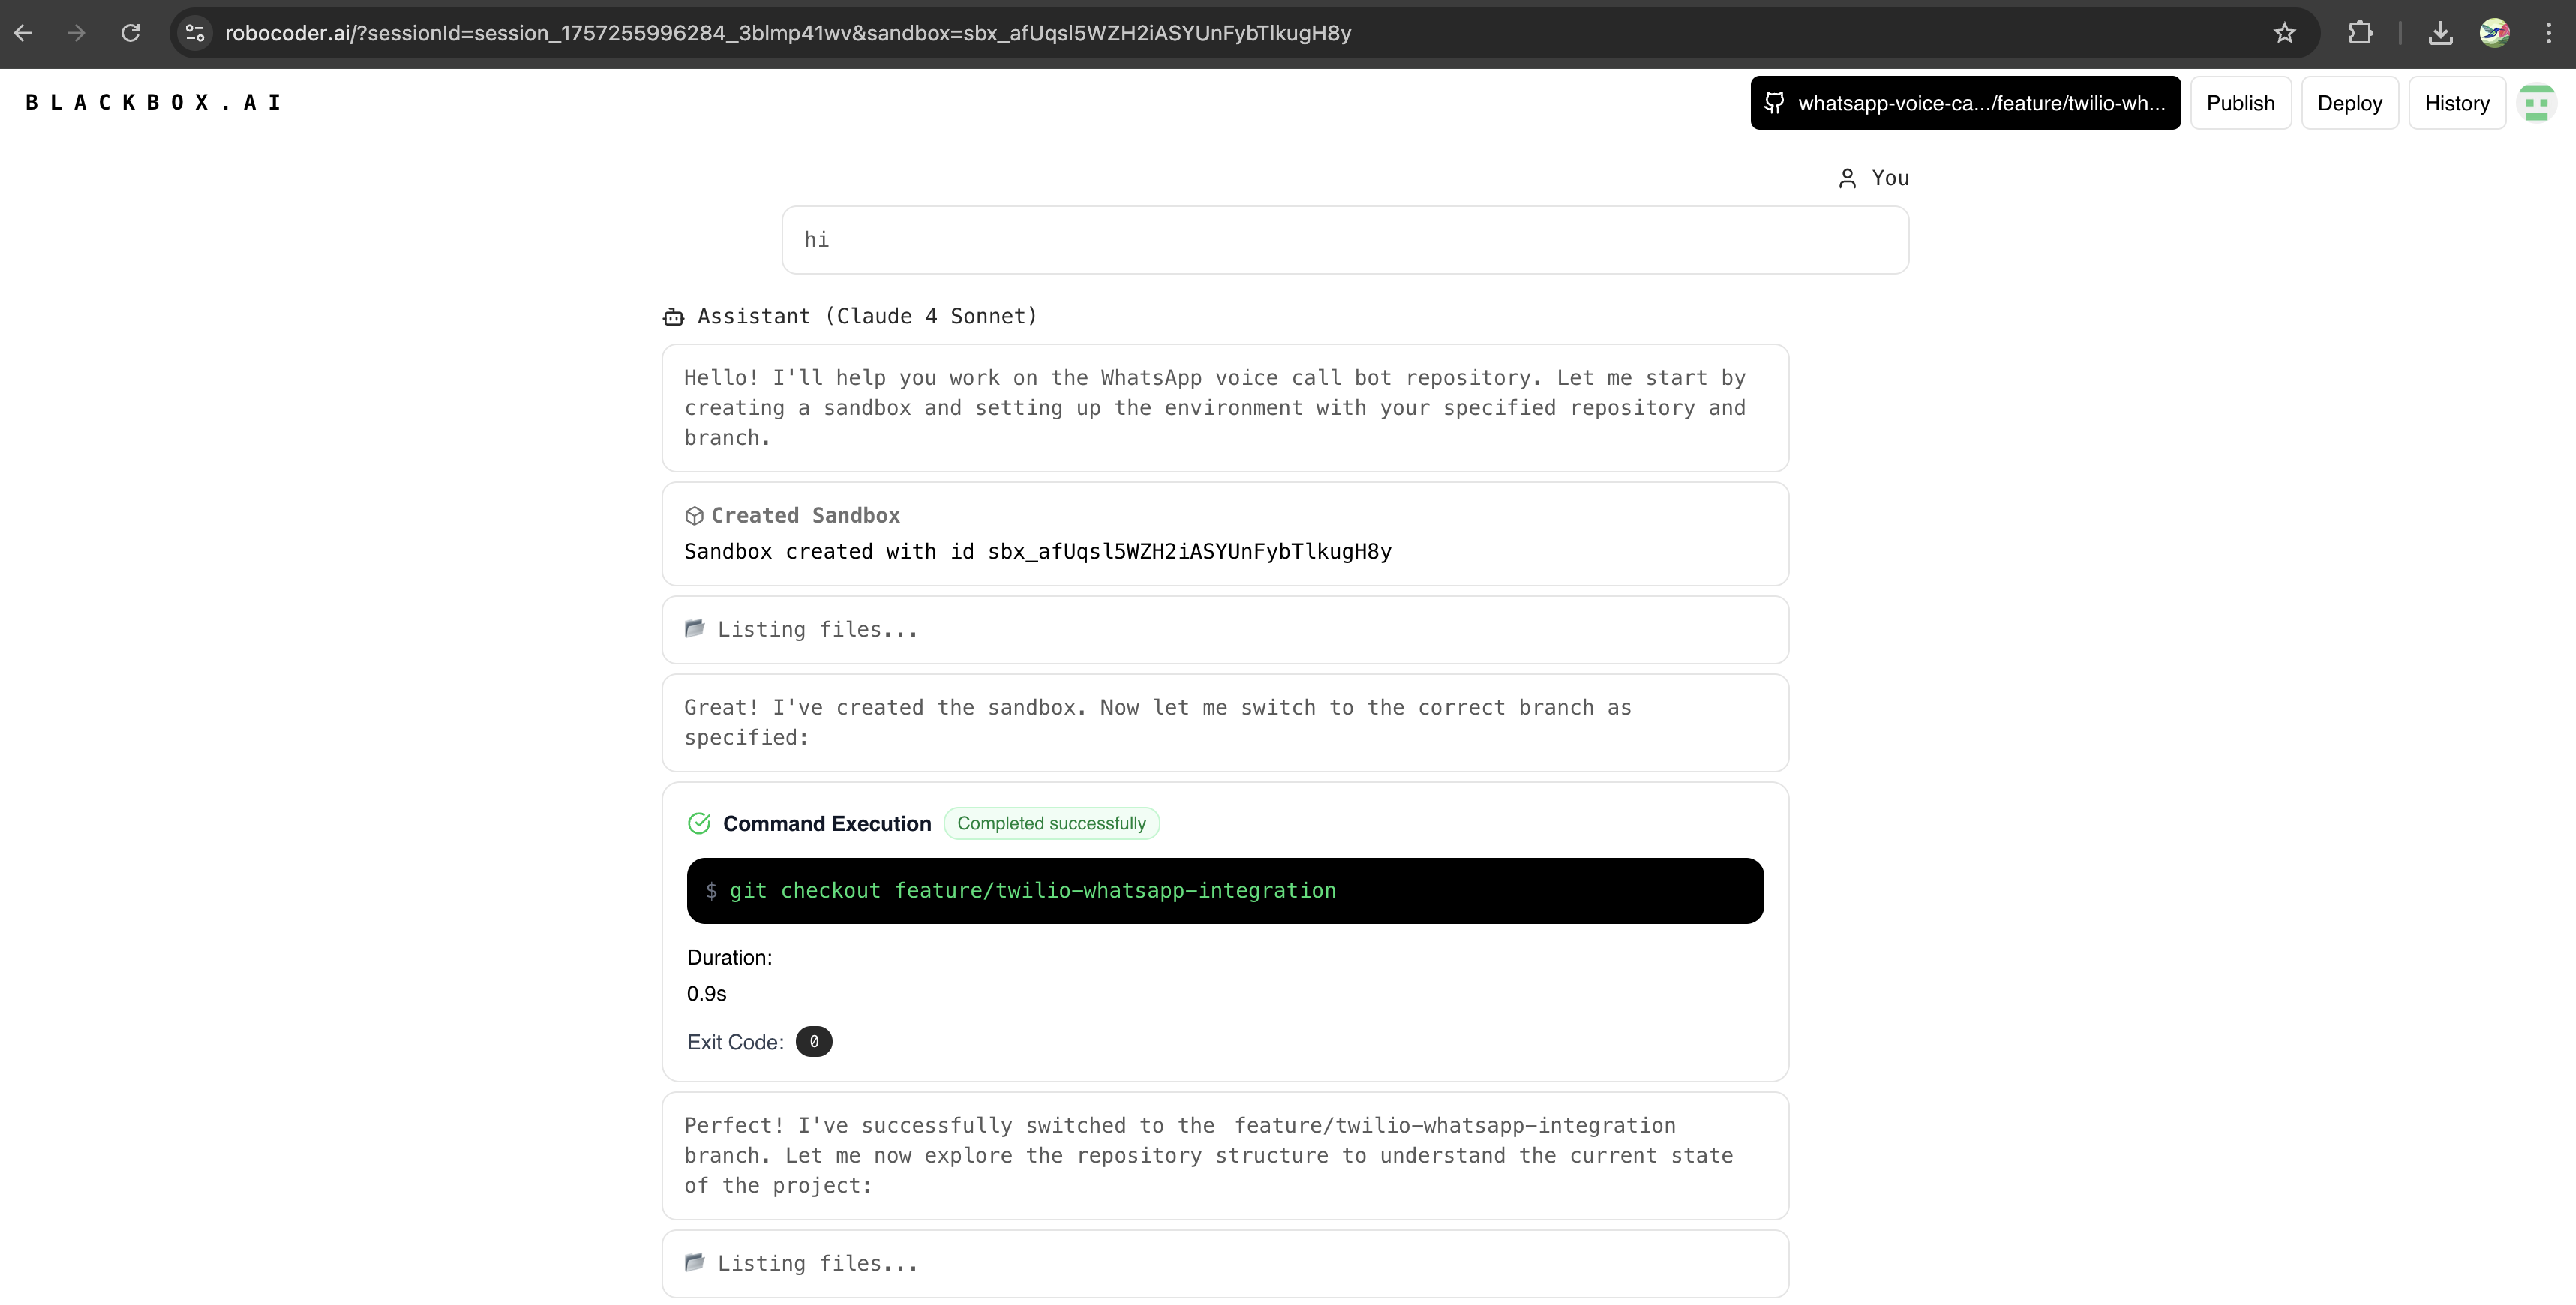 robocoder.ai/?sessionId=session_1757255996284_3blmp41wv&sandbox=sbx_afUqsl5WZH2iASYUnFybTlkugH8y
BLACKBOX.AI
whatsapp-voice-ca.../feature/twilio-wh...
Publish
Deploy
History
You
hi
Assistant (Claude 4 Sonnet)
Hello! I'll help you work on the WhatsApp voice call bot repository. Let me start by
creating a sandbox and setting up the environment with your specified repository and
branch.
Created Sandbox
Sandbox created with id sbx_afUqsl5WZH2iASYUnFybTlkugH8y
Listing files...
Great! I've created the sandbox. Now let me switch to the correct branch as
specified:
Command Execution
Completed successfully
$ git checkout feature/twilio-whatsapp-integration
Duration:
0.9s
Exit Code: 0
Perfect! I've successfully switched to the feature/twilio-whatsapp-integration
branch. Let me now explore the repository structure to understand the current state
of the project:
Listing files...